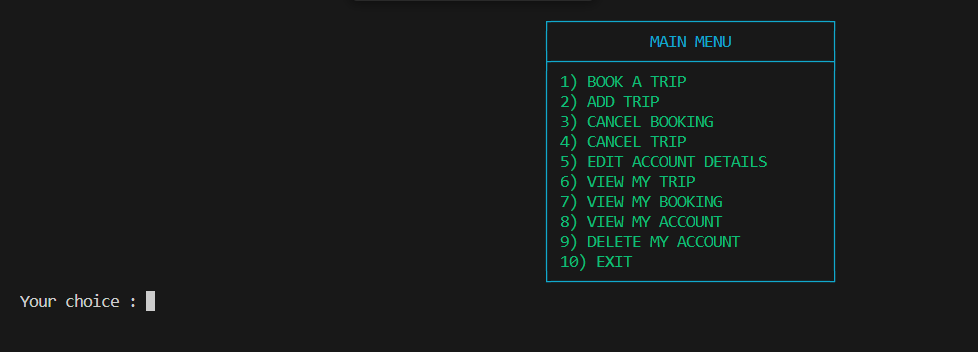 MAIN MENU
1) BOOK A TRIP
2) ADD TRIP
3) CANCEL BOOKING
4) CANCEL TRIP
5) EDIT ACCOUNT DETAILS
6) VIEW MY TRIP
7) VIEW MY BOOKING
8) VIEW MY ACCOUNT
9) DELETE MY ACCOUNT
10) EXIT
Your choice :